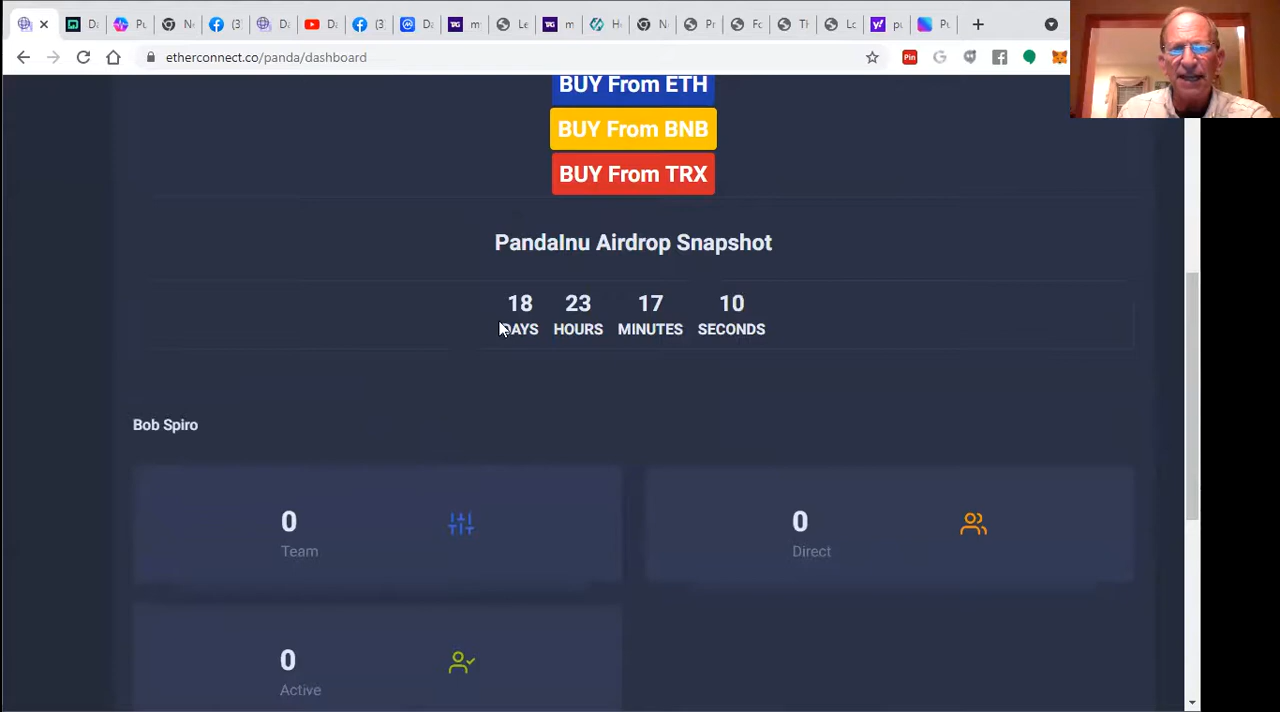 etherconnect.co/panda/dashboard
BUY From ETH
BUY From BNB
BUY From TRX
PandaInu Airdrop Snapshot
18 23 17 10
DAYS HOURS MINUTES SECONDS
Bob Spiro
0
Team
0
Direct
0
Active